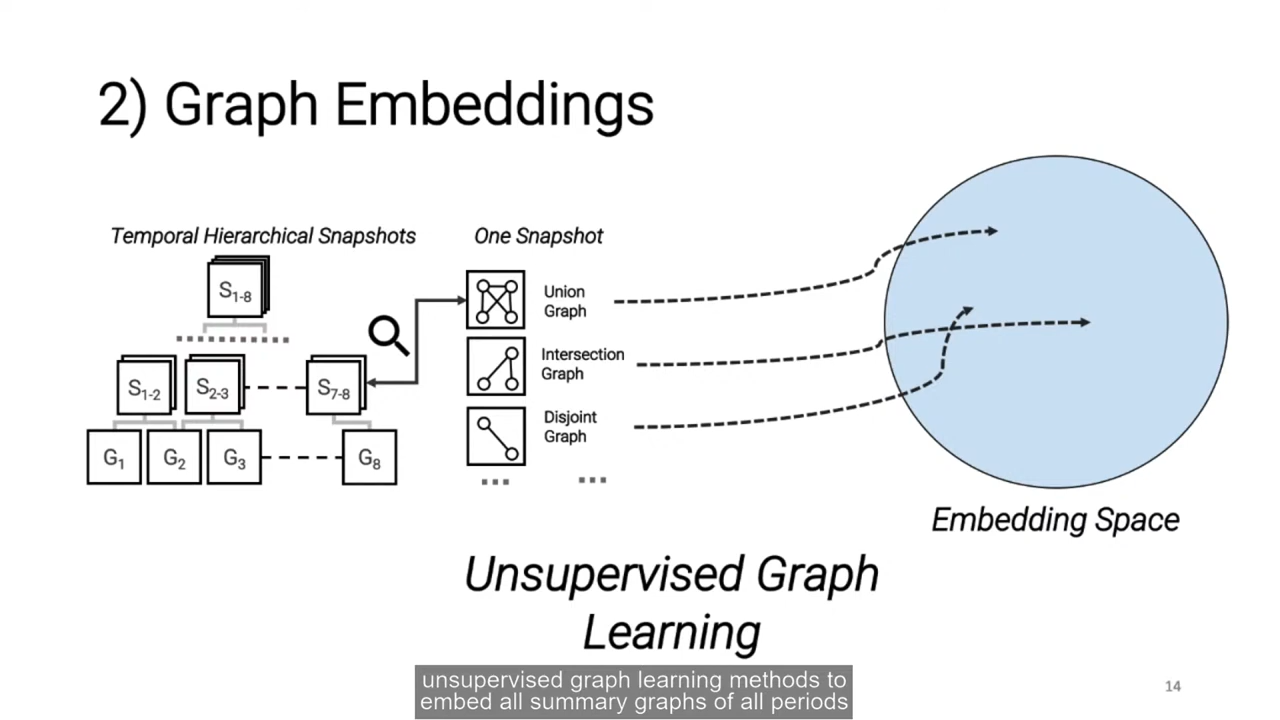 2) Graph Embeddings
Temporal Hierarchical Snapshots
One Snapshot
S1-8
S1-2
S2-3
S7-8
G1
G2
G3
G8
Union
Graph
Intersection
Graph
Disjoint
Graph
Embedding Space
Unsupervised Graph
Learning
unsupervised graph learning methods to
embed all summary graphs of all periods
14